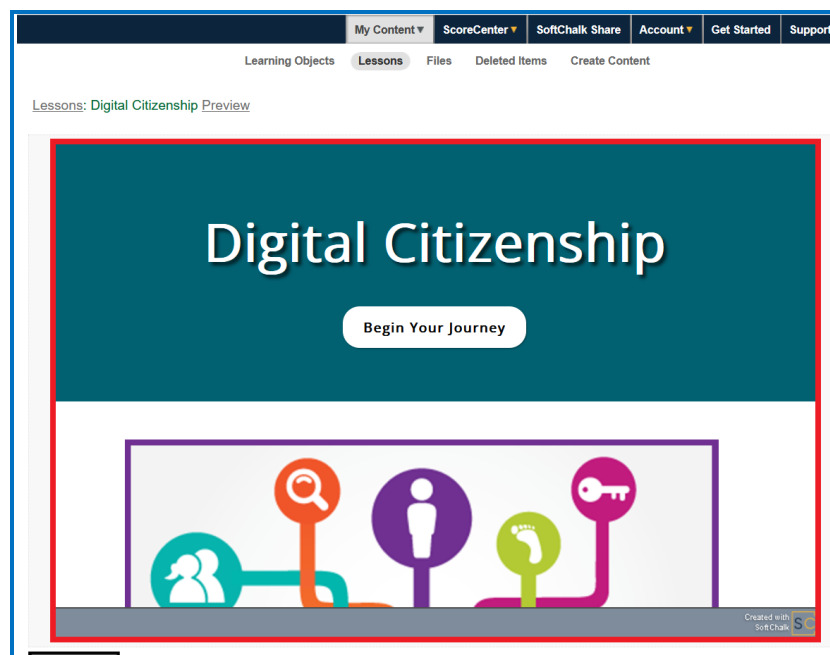 My Content ▾ ScoreCenter ▾ SoftChalk Share Account ▾ Get Started Support
Learning Objects Lessons Files Deleted Items Create Content
Lessons: Digital Citizenship Preview
Digital Citizenship
Begin Your Journey
Created with
SoftChalk
SC